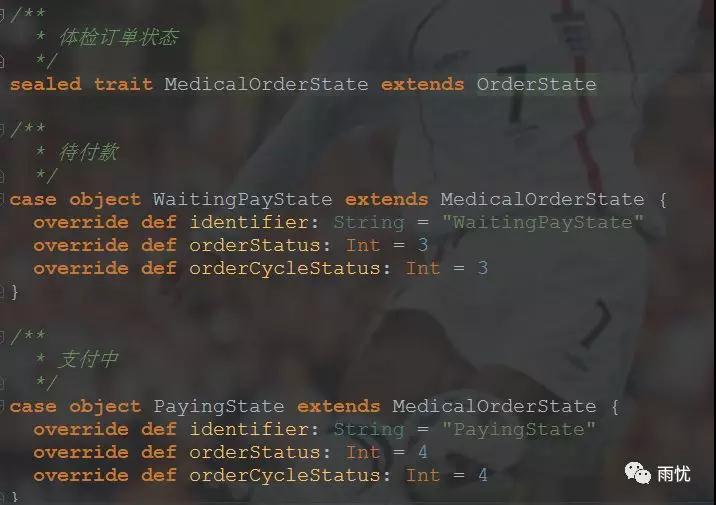 /**
 * 体检订单状态
 */
sealed trait MedicalOrderState extends OrderState
/**
 * 待付款
 */
case object WaitingPayState extends MedicalOrderState {
  override def identifier: String = "WaitingPayState"
  override def orderStatus: Int = 3
  override def orderCycleStatus: Int = 3
}
/**
 * 支付中
 */
case object PayingState extends MedicalOrderState {
  override def identifier: String = "PayingState"
  override def orderStatus: Int = 4
  override def orderCycleStatus: Int = 4
}
雨忧
7
7